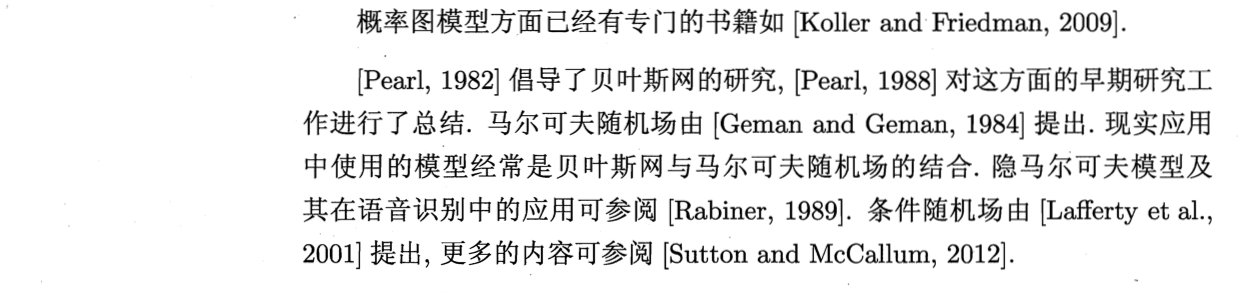 概率图模型方面已经有专门的书籍如 [Koller and Friedman, 2009].
[Pearl, 1982] 倡导了贝叶斯网的研究, [Pearl, 1988] 对这方面的早期研究工
作进行了总结. 马尔可夫随机场由 [Geman and Geman, 1984] 提出. 现实应用
中使用的模型经常是贝叶斯网与马尔可夫随机场的结合. 隐马尔可夫模型及
其在语音识别中的应用可参阅 [Rabiner, 1989]. 条件随机场由 [Lafferty et al.,
2001] 提出, 更多的内容可参阅 [Sutton and McCallum, 2012].